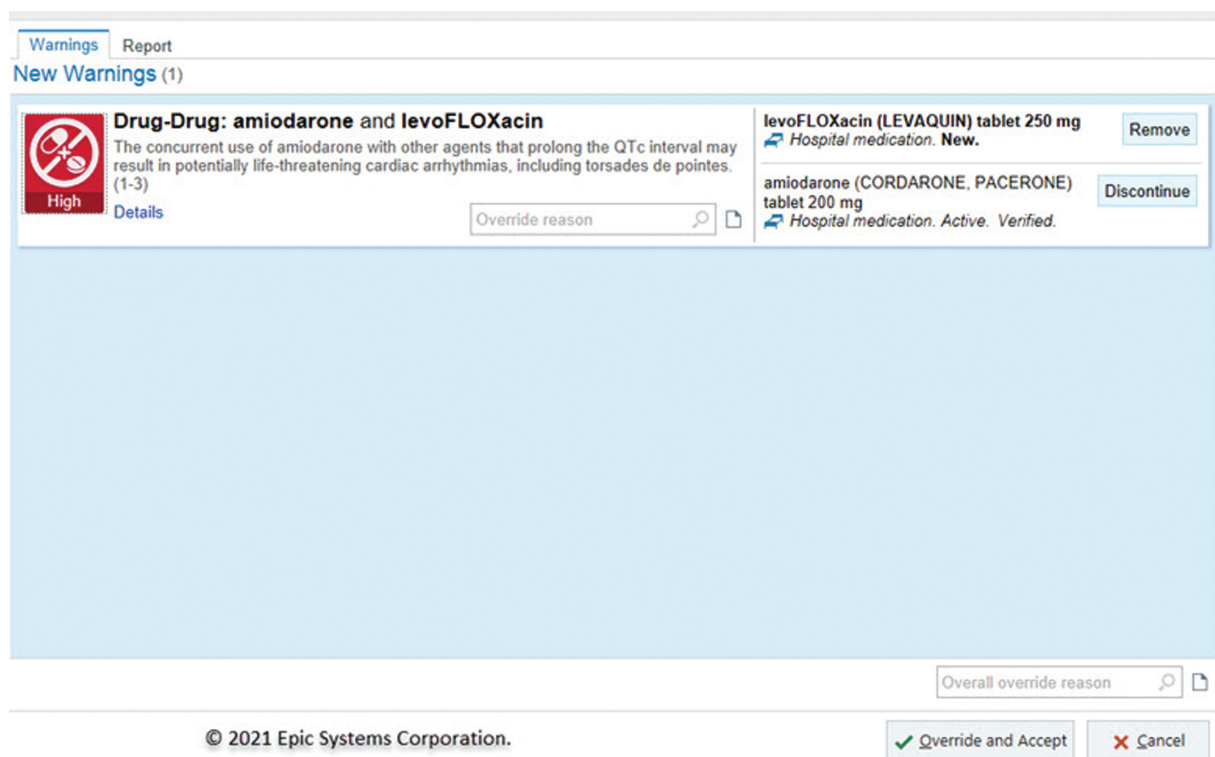 Warnings Report
New Warnings (1)
High
Drug-Drug: amiodarone and levoFLOXacin
The concurrent use of amiodarone with other agents that prolong the QTc interval may
result in potentially life-threatening cardiac arrhythmias, including torsades de pointes.
(1-3)
Details
Override reason
levoFLOXacin (LEVAQUIN) tablet 250 mg
Hospital medication. New.
Remove
amiodarone (CORDARONE, PACERONE)
tablet 200 mg
Hospital medication. Active. Verified.
Discontinue
Overall override reason
© 2021 Epic Systems Corporation.
Override and Accept
Cancel